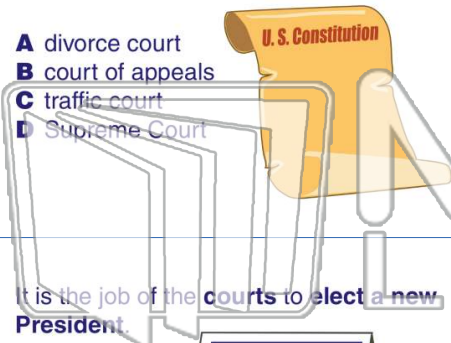 U. S. Constitution
A divorce court
B court of appeals
C traffic court
D Supreme Court
It is the job of the courts to elect a new
President.